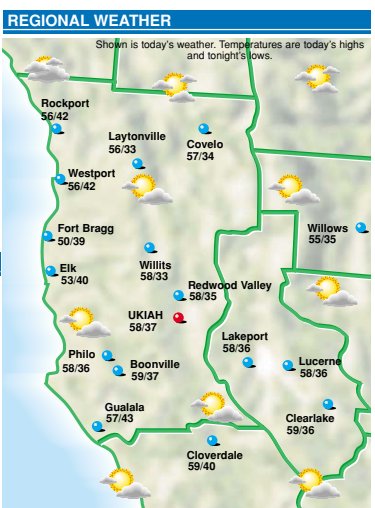 REGIONAL WEATHER
Shown is today's weather. Temperatures are today's highs
and tonight's lows.
Rockport
56/42
Laytonville
56/33
Covelo
57/34
Westport
56/42
Fort Bragg
50/39
Willows
55/35
Elk
53/40
Willits
58/33
Redwood Valley
58/35
UKIAH
58/37
Lakeport
58/36
Philo
58/36
Boonville
59/37
Lucerne
58/36
Gualala
57/43
Clearlake
59/36
Cloverdale
59/40